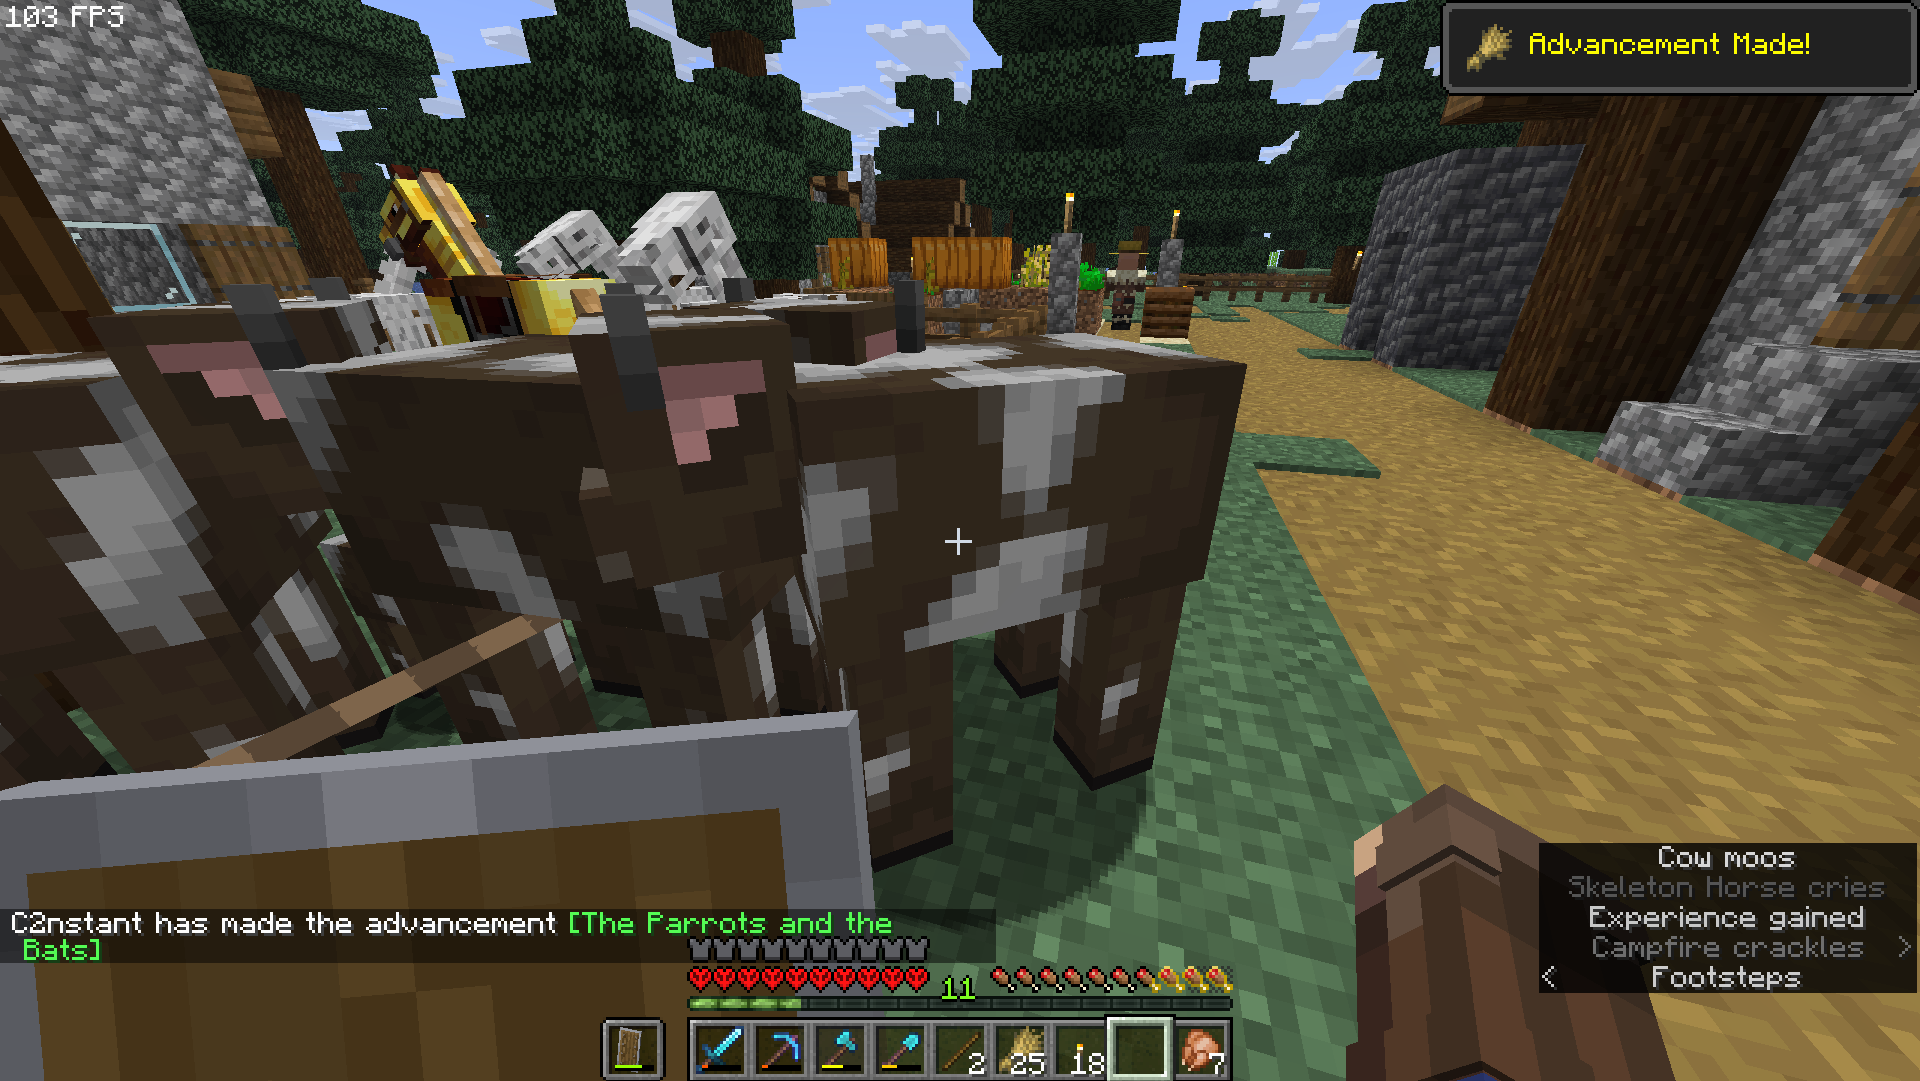 103 FPS
Advancement Made!
Cow moos
Skeleton Horse cries
Experience gained
Campfire crackles >
< Footsteps
C2nstant has made the advancement [The Parrots and the
Bats]
11
2
25
18
7